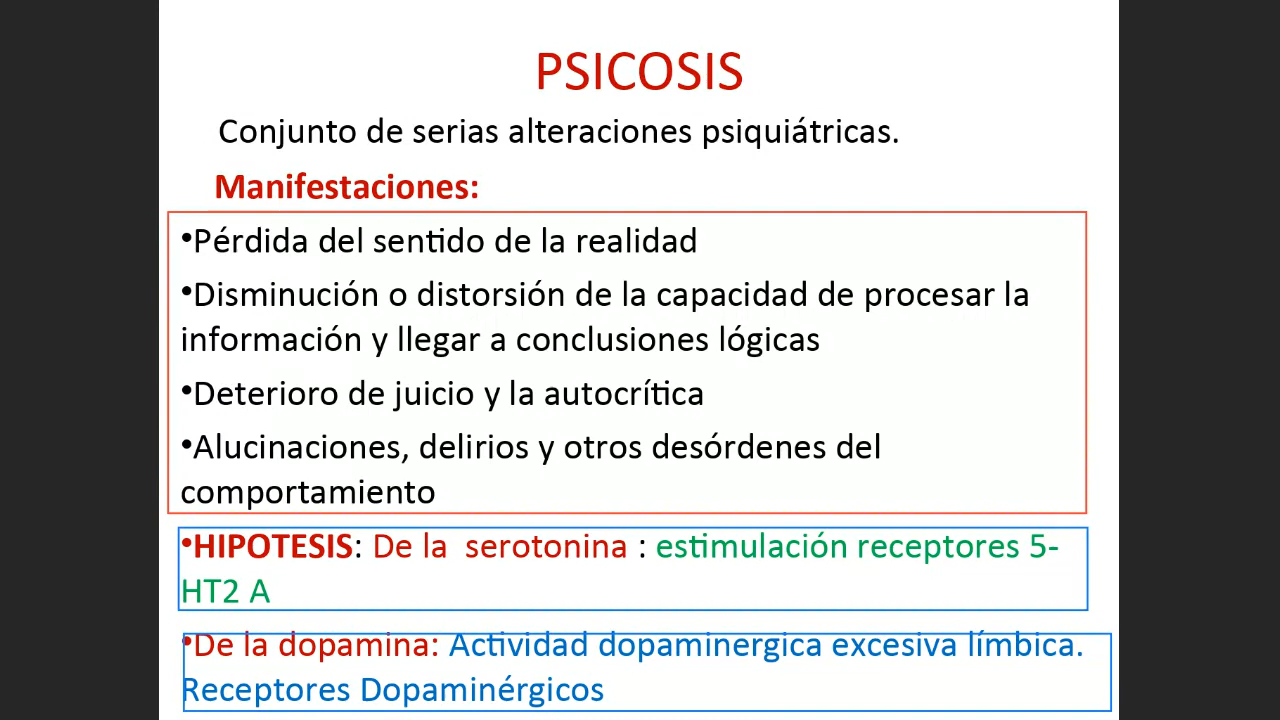 PSICOSIS
Conjunto de serias alteraciones psiquiátricas.
Manifestaciones:
•Pérdida del sentido de la realidad
•Disminución o distorsión de la capacidad de procesar la
información y llegar a conclusiones lógicas
•Deterioro de juicio y la autocrítica
•Alucinaciones, delirios y otros desórdenes del
comportamiento
•HIPOTESIS: De la serotonina : estimulación receptores 5-
HT2 A
•De la dopamina: Actividad dopaminergica excesiva límbica.
Receptores Dopaminérgicos